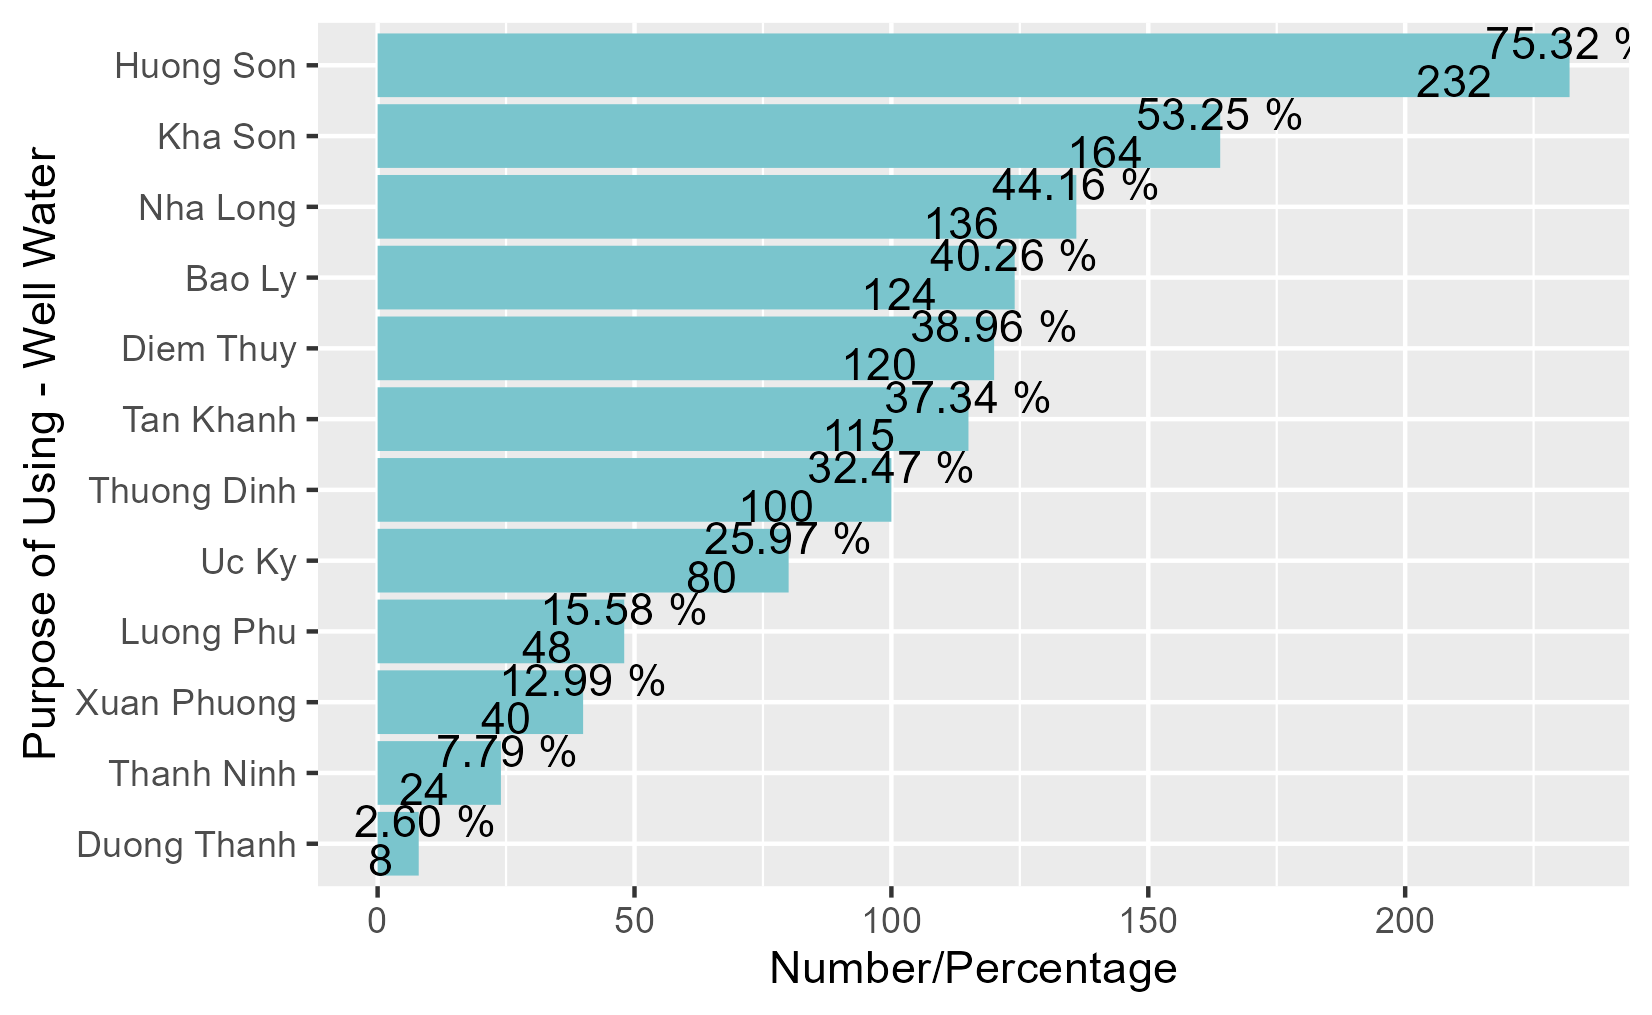 Purpose of Using - Well Water
Huong Son
75.32 %
232
Kha Son
53.25 %
164
Nha Long
44.16 %
136
Bao Ly
40.26 %
124
Diem Thuy
38.96 %
120
Tan Khanh
37.34 %
115
Thuong Dinh
32.47 %
100
Uc Ky
25.97 %
80
Luong Phu
15.58 %
48
Xuan Phuong
12.99 %
40
Thanh Ninh
7.79 %
24
Duong Thanh
2.60 %
8
0 50 100 150 200
Number/Percentage